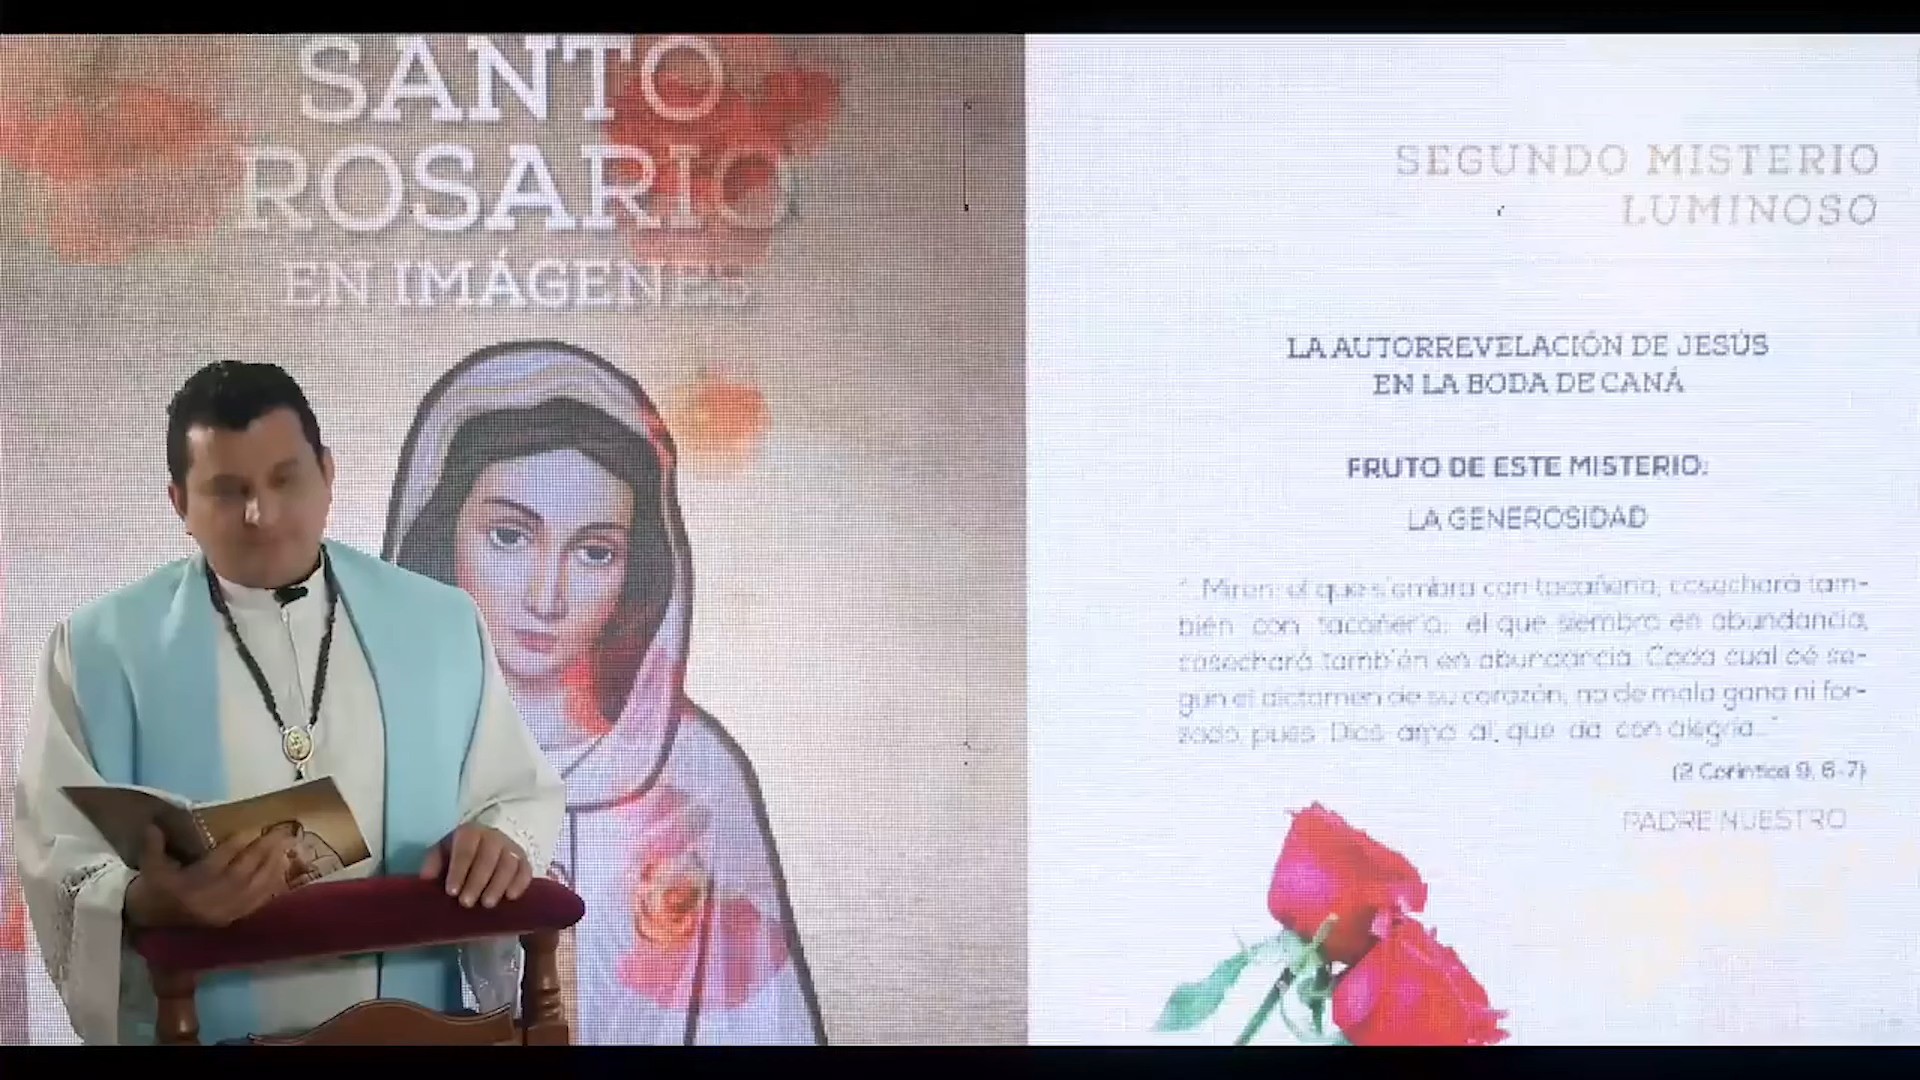 SANTO
ROSARIO
EN IMÁGENES
SEGUNDO MISTERIO
LUMINOSO
LA AUTORREVELACIÓN DE JESÚS
EN LA BODA DE CANÁ
FRUTO DE ESTE MISTERIO:
LA GENEROSIDAD
"...Miren: el que siembra con tacañería, cosechará tam-
bién con tacañería; el que siembra en abundancia,
cosechará también en abundancia. Cada cual dé se-
gún el dictamen de su corazón, no de mala gana ni for-
zado, pues: Dios ama al que da con alegría..."
(2 Corintios 9, 6-7)
PADRE NUESTRO